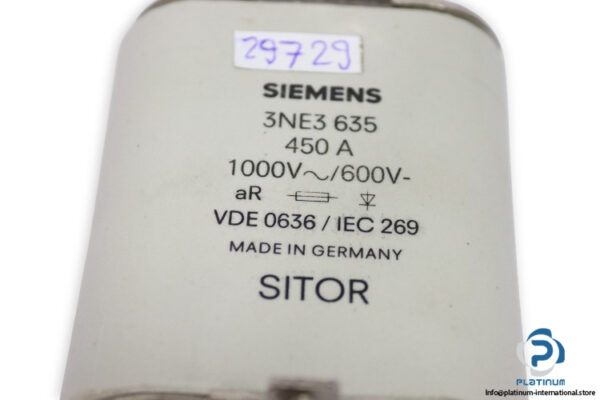 29729
SIEMENS
3NE3 635
450 A
1000V~/600V-
aR
VDE 0636 / IEC 269
MADE IN GERMANY
SITOR
PLATINUM
Info@platinum-international.store